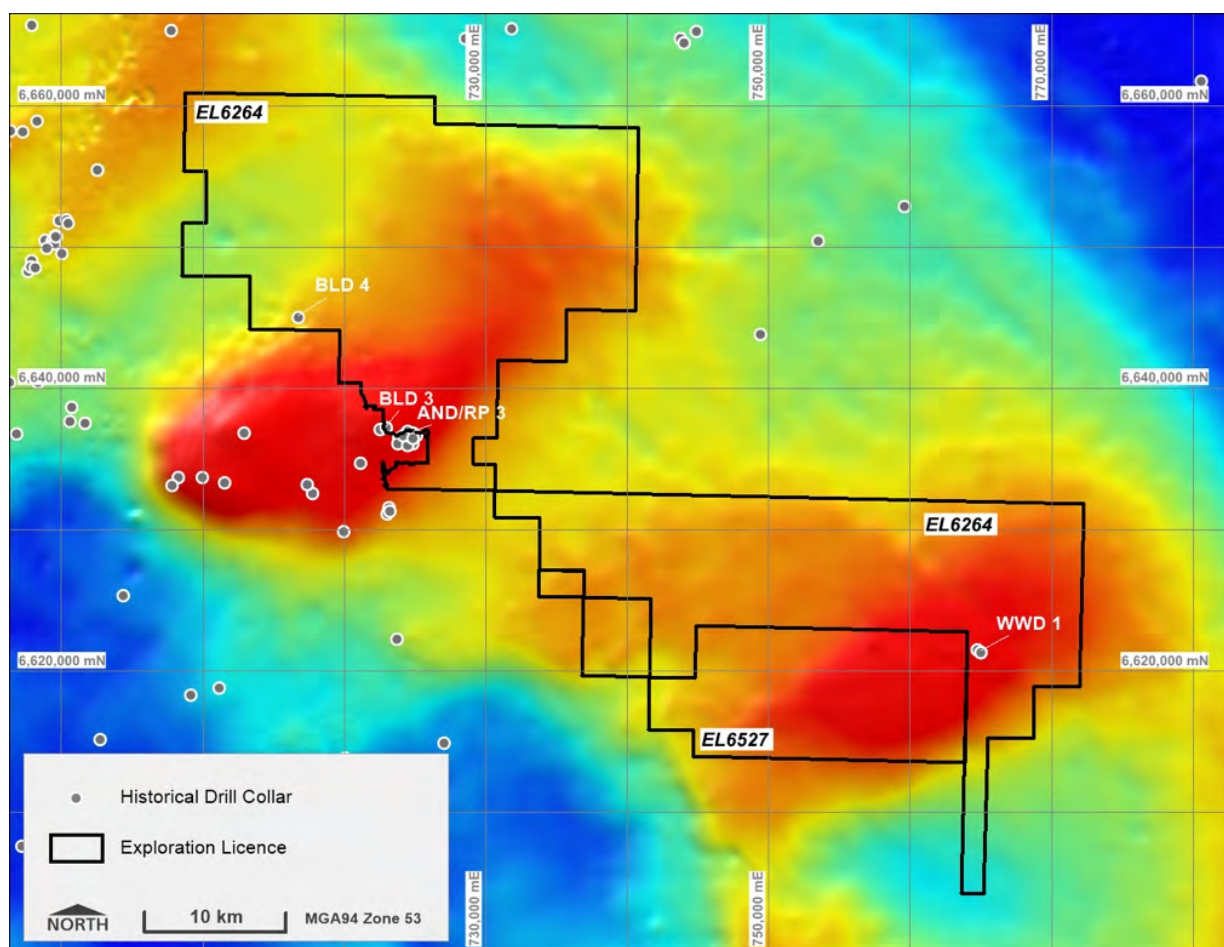 730,000 mE
750,000 mE
770,000 mE
6,660,000 mN
6,660,000 mN
EL6264
BLD 4
6,640,000 mN
6,640,000 mN
BLD 3
AND/RP 3
EL6264
WWD 1
6,620,000 mN
6,620,000 mN
EL6527
Historical Drill Collar
Exploration Licence
NORTH
10 km
MGA94 Zone 53
730,000 mE
750,000 mE
770,000 mE